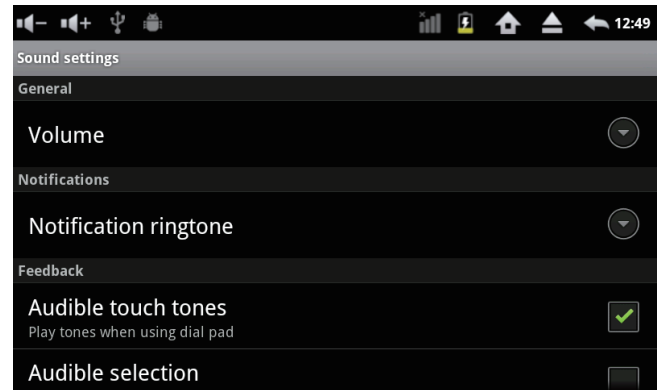 12:49
Sound settings
General
Volume
Notifications
Notification ringtone
Feedback
Audible touch tones
Play tones when using dial pad
Audible selection